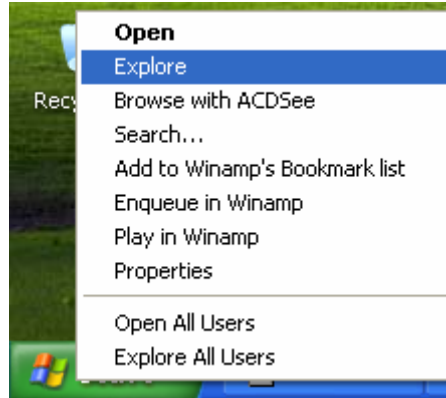 Open
Explore
Browse with ACDSee
Search...
Add to Winamp's Bookmark list
Enqueue in Winamp
Play in Winamp
Properties
Open All Users
Explore All Users